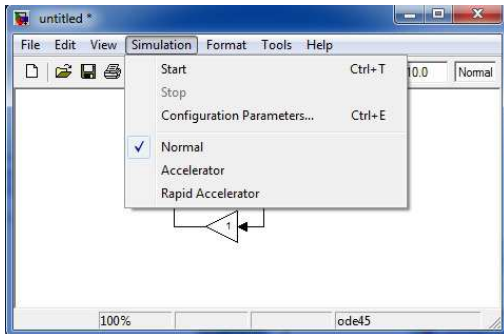 untitled *
File Edit View Simulation Format Tools Help
10.0 Normal
Start Ctrl+T
Stop
Configuration Parameters... Ctrl+E
Normal
Accelerator
Rapid Accelerator
1
100% ode45